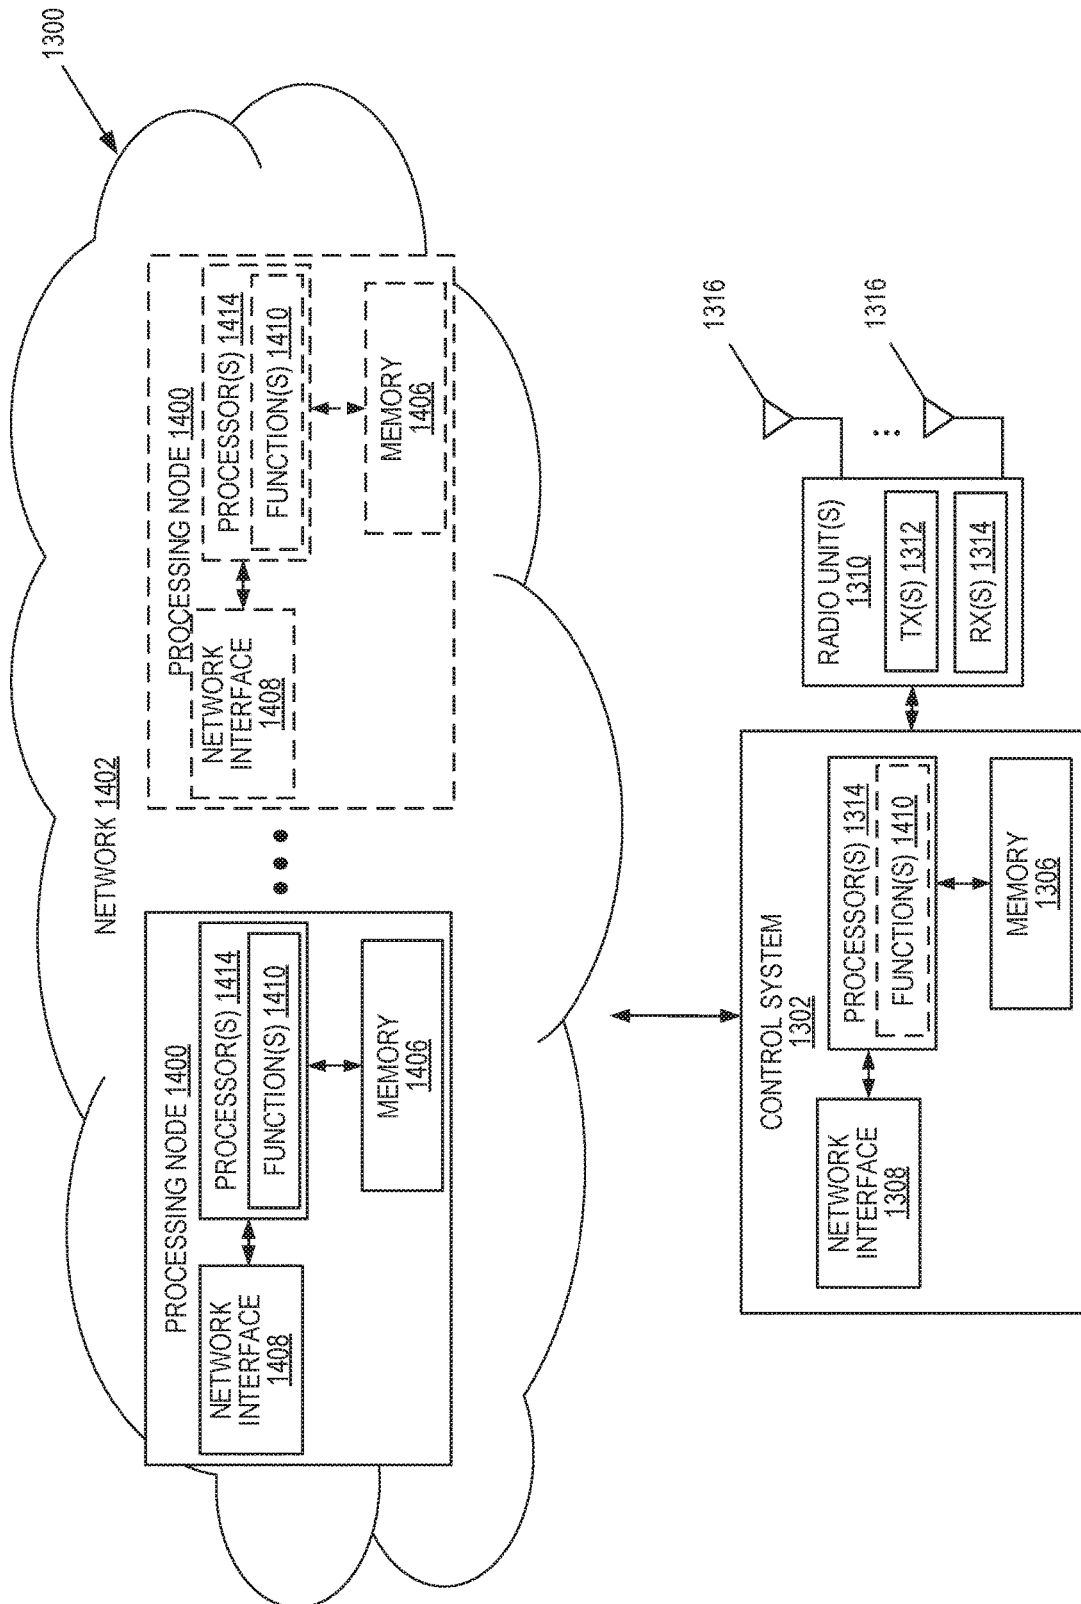 1300
NETWORK 1402
PROCESSING NODE 1400
NETWORK
INTERFACE
1408
PROCESSOR(S) 1414
FUNCTION(S) 1410
MEMORY
1406
PROCESSING NODE 1400
NETWORK
INTERFACE
1408
PROCESSOR(S) 1414
FUNCTION(S) 1410
MEMORY
1406
CONTROL SYSTEM
1302
NETWORK
INTERFACE
1308
PROCESSOR(S) 1314
FUNCTION(S) 1410
MEMORY
1306
RADIO UNIT(S)
1310
TX(S) 1312
RX(S) 1314
1316
1316